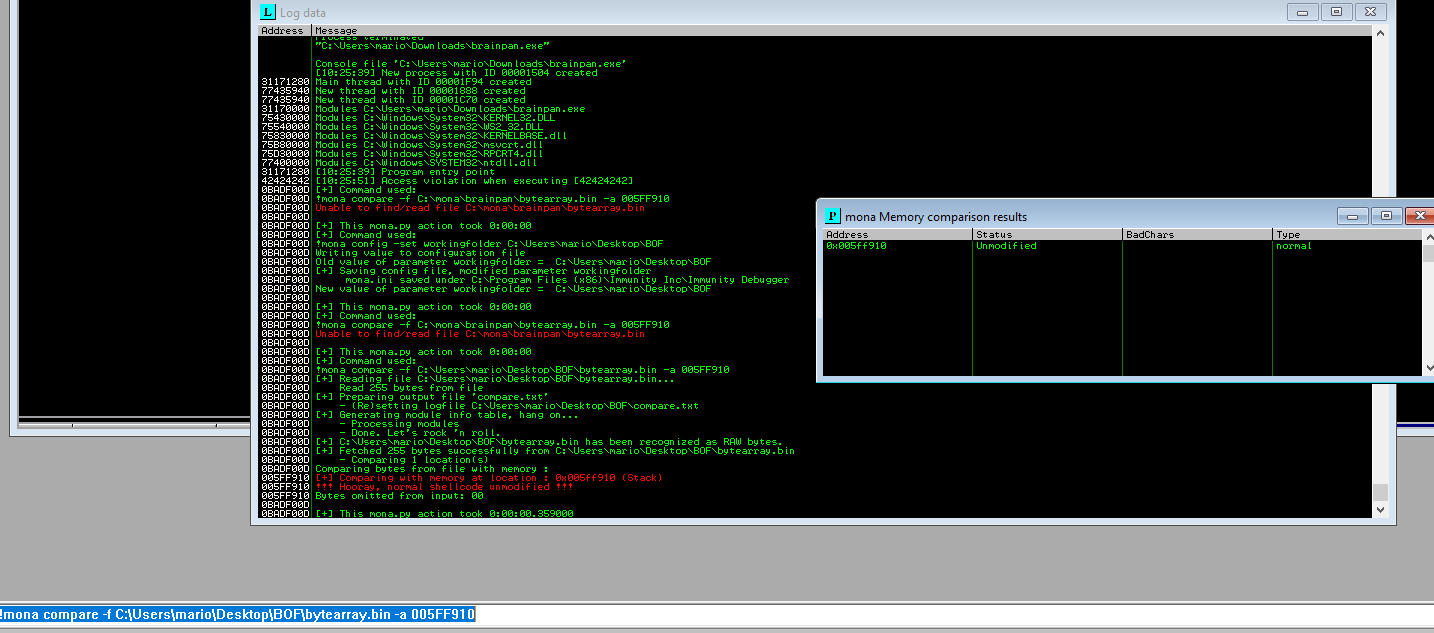 L Log data
Address Message
Process terminated
"C:\Users\mario\Downloads\brainpan.exe"
Console file 'C:\Users\mario\Downloads\brainpan.exe'
[10:25:39] New process with ID 00001504 created
31171280 Main thread with ID 00001F94 created
77435940 New thread with ID 00001888 created
77435940 New thread with ID 00001C70 created
31170000 Modules C:\Users\mario\Downloads\brainpan.exe
75430000 Modules C:\Windows\System32\KERNEL32.DLL
75540000 Modules C:\Windows\System32\WS2_32.DLL
75830000 Modules C:\Windows\System32\KERNELBASE.dll
75B80000 Modules C:\Windows\System32\msvcrt.dll
75D30000 Modules C:\Windows\System32\RPCRT4.dll
77400000 Modules C:\Windows\SYSTEM32\ntdll.dll
31171280 [10:25:39] Program entry point
42424242 [10:25:51] Access violation when executing [42424242]
0BADF00D [+] Command used:
0BADF00D !mona compare -f C:\mona\brainpan\bytearray.bin -a 005FF910
0BADF00D Unable to find/read file C:\mona\brainpan\bytearray.bin
0BADF00D
0BADF00D [+] This mona.py action took 0:00:00
0BADF00D [+] Command used:
0BADF00D !mona config -set workingfolder C:\Users\mario\Desktop\BOF
0BADF00D Writing value to configuration file
0BADF00D Old value of parameter workingfolder =  C:\Users\mario\Desktop\BOF
0BADF00D [+] Saving config file, modified parameter workingfolder
0BADF00D mona.ini saved under C:\Program Files (x86)\Immunity Inc\Immunity Debugger
0BADF00D New value of parameter workingfolder =  C:\Users\mario\Desktop\BOF
0BADF00D
0BADF00D [+] This mona.py action took 0:00:00
0BADF00D [+] Command used:
0BADF00D !mona compare -f C:\mona\brainpan\bytearray.bin -a 005FF910
0BADF00D Unable to find/read file C:\mona\brainpan\bytearray.bin
0BADF00D
0BADF00D [+] This mona.py action took 0:00:00
0BADF00D [+] Command used:
0BADF00D !mona compare -f C:\Users\mario\Desktop\BOF\bytearray.bin -a 005FF910
0BADF00D [+] Reading file C:\Users\mario\Desktop\BOF\bytearray.bin...
0BADF00D Read 255 bytes from file
0BADF00D [+] Preparing output file 'compare.txt'
0BADF00D - (Re)setting logfile C:\Users\mario\Desktop\BOF\compare.txt
0BADF00D [+] Generating module info table, hang on...
0BADF00D - Processing modules
0BADF00D - Done. Let's rock 'n roll.
0BADF00D [+] C:\Users\mario\Desktop\BOF\bytearray.bin has been recognized as RAW bytes.
0BADF00D [+] Fetched 255 bytes successfully from C:\Users\mario\Desktop\BOF\bytearray.bin
0BADF00D - Comparing 1 location(s)
0BADF00D Comparing bytes from file with memory :
005FF910 [+] Comparing with memory at location : 0x005ff910 (Stack)
005FF910 !!! Hooray, normal shellcode unmodified !!!
005FF910 Bytes omitted from input: 00
0BADF00D
0BADF00D [+] This mona.py action took 0:00:00.359000
P mona Memory comparison results
Address Status BadChars Type
0x005ff910 Unmodified normal
!mona compare -f C:\Users\mario\Desktop\BOF\bytearray.bin -a 005FF910